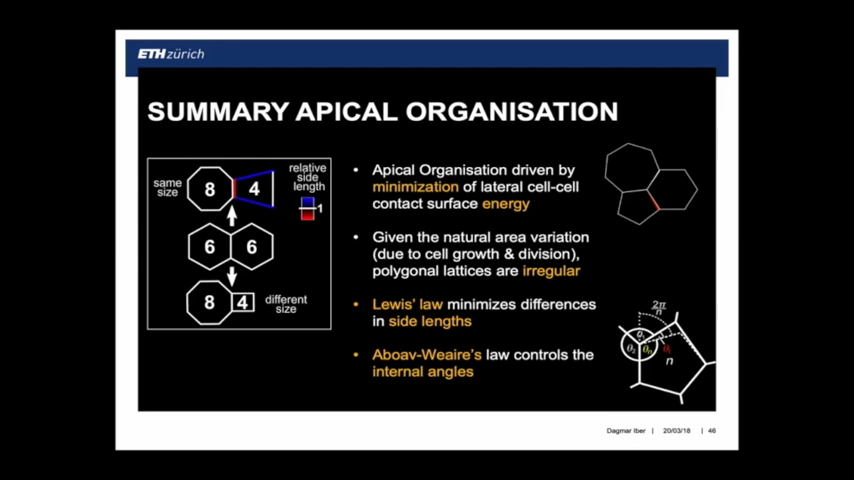 ETHzürich
SUMMARY APICAL ORGANISATION
same
size
8
4
relative
side
length
1
6
6
8
4
different
size
• Apical Organisation driven by
minimization of lateral cell-cell
contact surface energy
• Given the natural area variation
(due to cell growth & division),
polygonal lattices are irregular
• Lewis' law minimizes differences
in side lengths
• Aboav-Weaire's law controls the
internal angles
2π
n
θ₂
θₙ
n
Dagmar Iber | 20/03/18 | 46